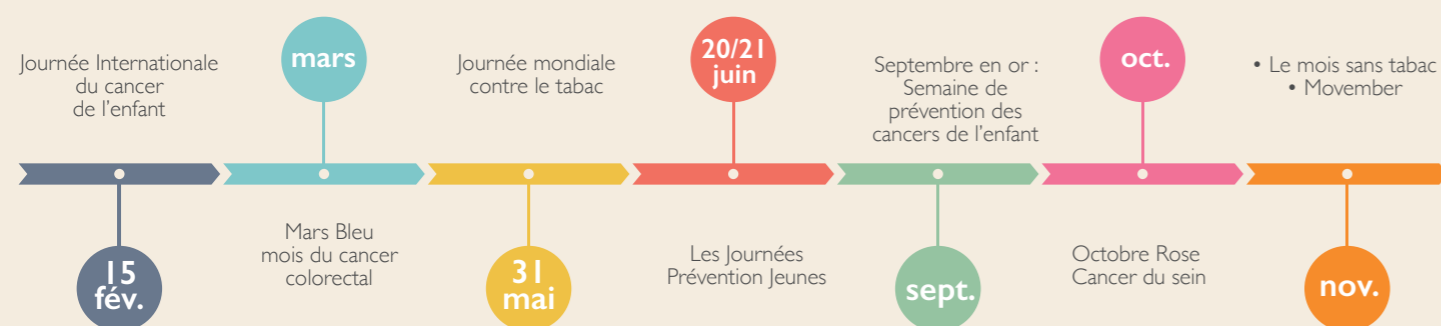 Journée Internationale
du cancer
de l'enfant
15
fév.
mars
Mars Bleu
mois du cancer
colorectal
Journée mondiale
contre le tabac
31
mai
20/21
juin
Les Journées
Prévention Jeunes
Septembre en or :
Semaine de
prévention des
cancers de l'enfant
sept.
oct.
Octobre Rose
Cancer du sein
• Le mois sans tabac
• Movember
nov.